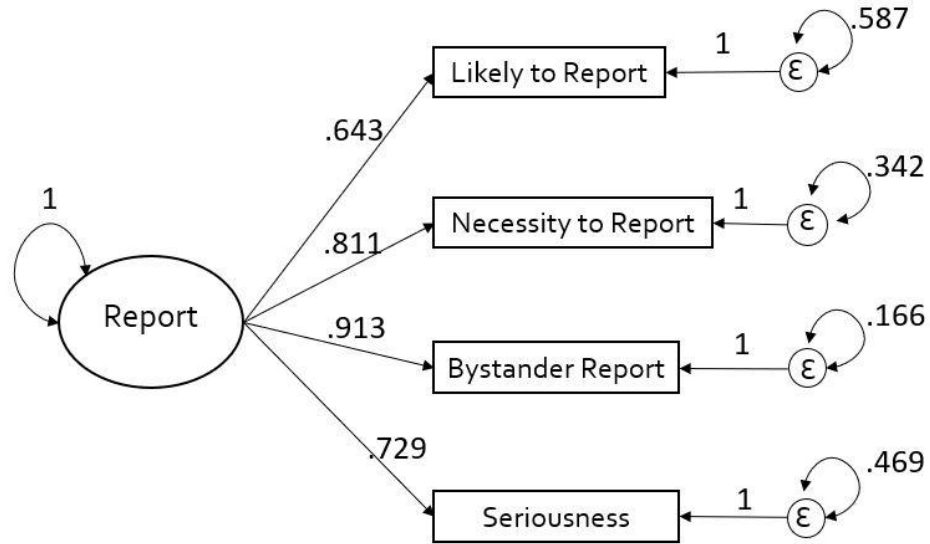 .587
1
Likely to Report
ε
.643
.342
1
1
Necessity to Report
ε
.811
Report
.166
.913
1
Bystander Report
ε
.729
.469
1
Seriousness
ε